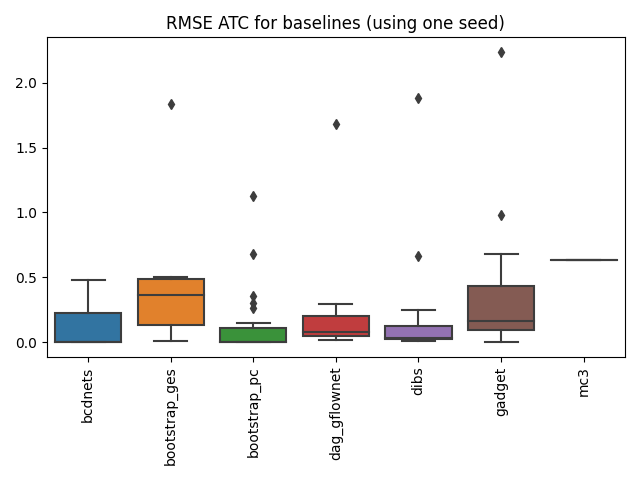 RMSE ATC for baselines (using one seed)
2.0
1.5
1.0
0.5
0.0
bcdnets
bootstrap_ges
bootstrap_pc
dag_gflownet
dibs
gadget
mc3